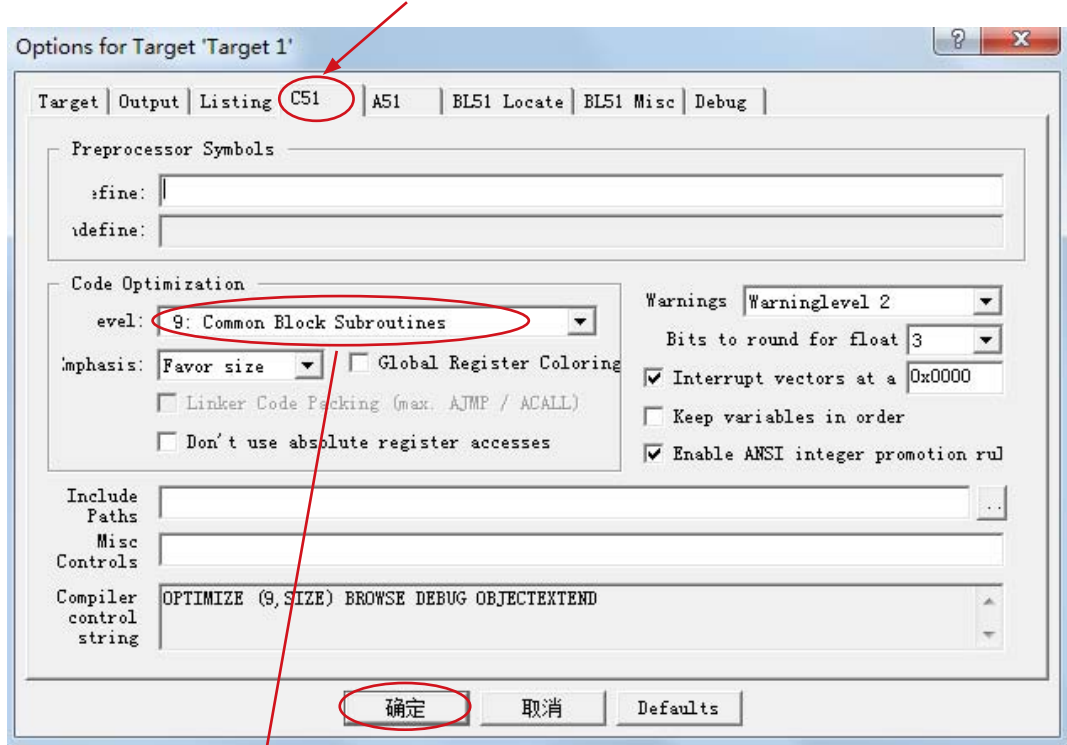 Options for Target 'Target 1'
Target Output Listing C51 A51 BL51 Locate BL51 Misc Debug
Preprocessor Symbols
efine:
define:
Code Optimization
evel: 9: Common Block Subroutines
mphasis: Favor size Global Register Coloring
Linker Code Packing (max. AJMP / ACALL)
Don't use absolute register accesses
Warnings Warninglevel 2
Bits to round for float 3
Interrupt vectors at a 0x0000
Keep variables in order
Enable ANSI integer promotion rul
Include Paths
..
Misc Controls
Compiler control string
OPTIMIZE (9,SIZE) BROWSE DEBUG OBJECTEXTEND
确定 取消 Defaults